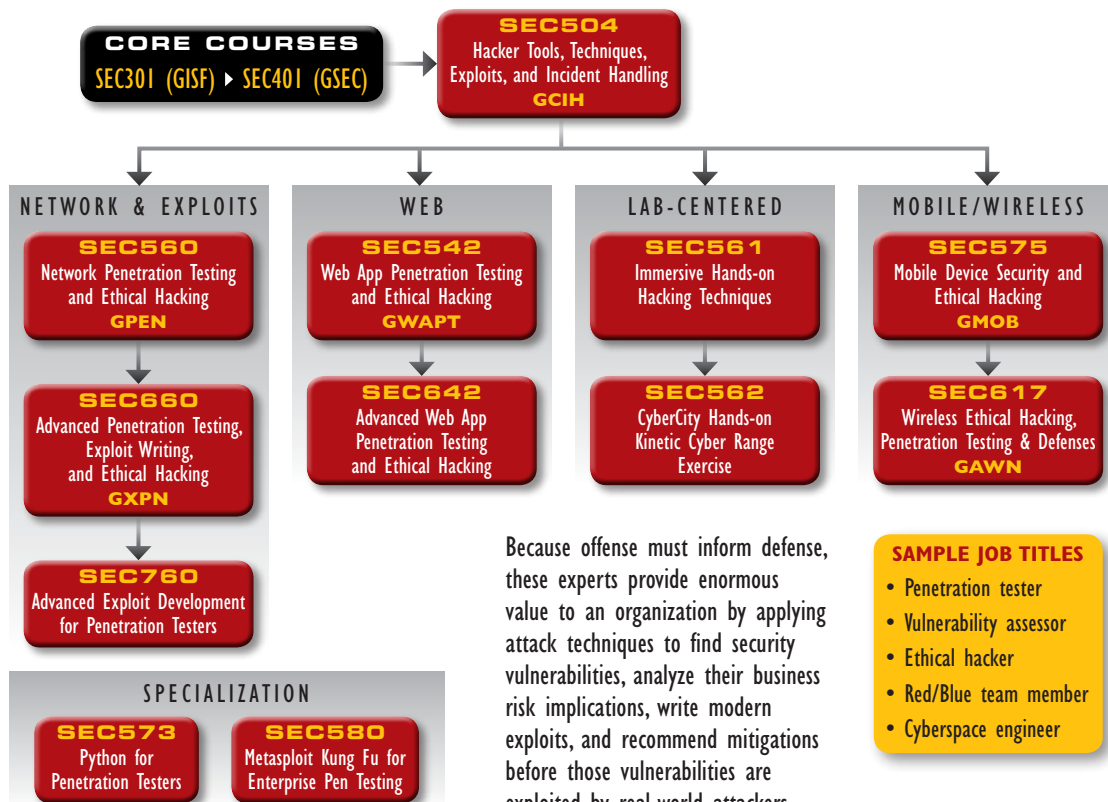 CORE COURSES
SEC301 (GISF) ▸ SEC401 (GSEC)
SEC504
Hacker Tools, Techniques,
Exploits, and Incident Handling
GCIH
NETWORK & EXPLOITS
SEC560
Network Penetration Testing
and Ethical Hacking
GPEN
SEC660
Advanced Penetration Testing,
Exploit Writing,
and Ethical Hacking
GXPN
SEC760
Advanced Exploit Development
for Penetration Testers
WEB
SEC542
Web App Penetration Testing
and Ethical Hacking
GWAPT
SEC642
Advanced Web App
Penetration Testing
and Ethical Hacking
LAB-CENTERED
SEC561
Immersive Hands-on
Hacking Techniques
SEC562
CyberCity Hands-on
Kinetic Cyber Range
Exercise
MOBILE/WIRELESS
SEC575
Mobile Device Security and
Ethical Hacking
GMOB
SEC617
Wireless Ethical Hacking,
Penetration Testing & Defenses
GAWN
SPECIALIZATION
SEC573
Python for
Penetration Testers
SEC580
Metasploit Kung Fu for
Enterprise Pen Testing
Because offense must inform defense,
these experts provide enormous
value to an organization by applying
attack techniques to find security
vulnerabilities, analyze their business
risk implications, write modern
exploits, and recommend mitigations
before those vulnerabilities are
exploited by real-world attackers
SAMPLE JOB TITLES
• Penetration tester
• Vulnerability assessor
• Ethical hacker
• Red/Blue team member
• Cyberspace engineer